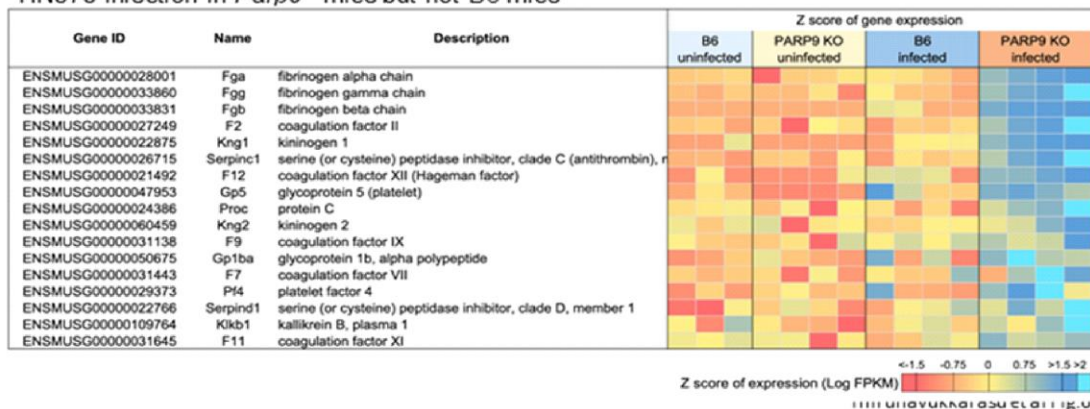 Z score of gene expression
Gene ID Name Description B6 uninfected PARP9 KO uninfected B6 infected PARP9 KO infected
ENSMUSG00000028001 Fga fibrinogen alpha chain
ENSMUSG00000033860 Fgg fibrinogen gamma chain
ENSMUSG00000033831 Fgb fibrinogen beta chain
ENSMUSG00000027249 F2 coagulation factor II
ENSMUSG00000022875 Kng1 kininogen 1
ENSMUSG00000026715 Serpinc1 serine (or cysteine) peptidase inhibitor, clade C (antithrombin), r
ENSMUSG00000021492 F12 coagulation factor XII (Hageman factor)
ENSMUSG00000047953 Gp5 glycoprotein 5 (platelet)
ENSMUSG00000024386 Proc protein C
ENSMUSG00000060459 Kng2 kininogen 2
ENSMUSG00000031138 F9 coagulation factor IX
ENSMUSG00000050675 Gp1ba glycoprotein 1b, alpha polypeptide
ENSMUSG00000031443 F7 coagulation factor VII
ENSMUSG00000029373 Pf4 platelet factor 4
ENSMUSG00000022766 Serpind1 serine (or cysteine) peptidase inhibitor, clade D, member 1
ENSMUSG00000109764 Klkb1 kallikrein B, plasma 1
ENSMUSG00000031645 F11 coagulation factor XI
<-1.5 -0.75 0 0.75 >1.5 >2
Z score of expression (Log FPKM)